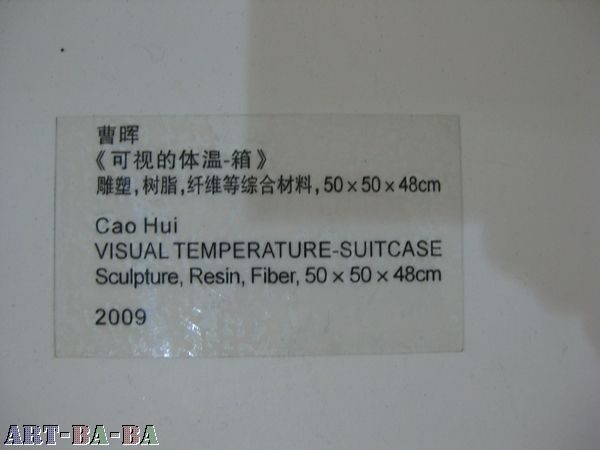 曹晖
《可视的体温-箱》
雕塑,树脂,纤维等综合材料,50×50×48cm
Cao Hui
VISUAL TEMPERATURE-SUITCASE
Sculpture, Resin, Fiber, 50×50×48cm
2009
ART-BA-BA